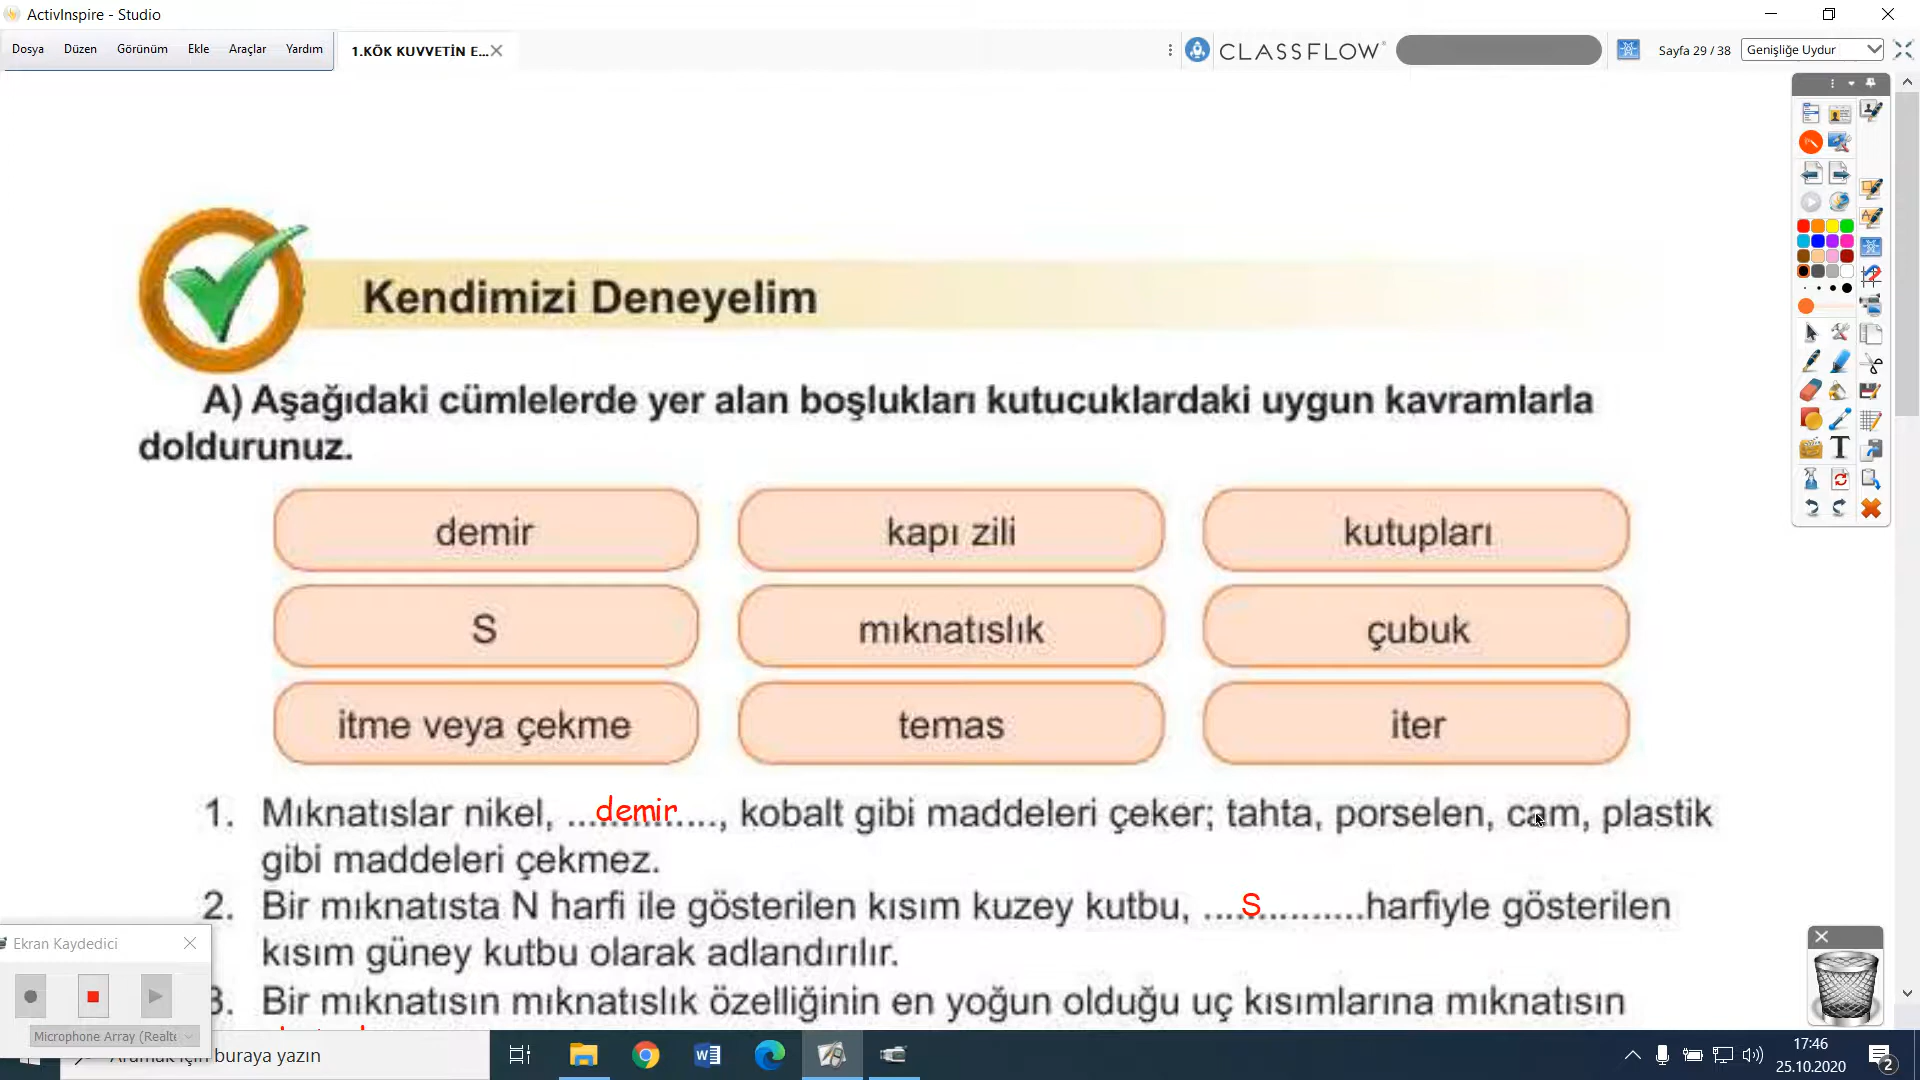 ActivInspire - Studio
Dosya Düzen Görünüm Ekle Araçlar Yardım
1.KÖK KUVVETİN E...
CLASSFLOW
Sayfa 29 / 38
Genişliğe Uydur
Kendimizi Deneyelim
A) Aşağıdaki cümlelerde yer alan boşlukları kutucuklardaki uygun kavramlarla
doldurunuz.
demir kapı zili kutupları
S mıknatıslık çubuk
itme veya çekme temas iter
1. Mıknatıslar nikel, ...demir..., kobalt gibi maddeleri çeker; tahta, porselen, cam, plastik
gibi maddeleri çekmez.
2. Bir mıknatısta N harfi ile gösterilen kısım kuzey kutbu, ...S...........harfiyle gösterilen
kısım güney kutbu olarak adlandırılır.
3. Bir mıknatısın mıknatıslık özelliğinin en yoğun olduğu uç kısımlarına mıknatısın
Ekran Kaydedici
Microphone Array (Realte
Aramak için buraya yazın
17:46
25.10.2020
2